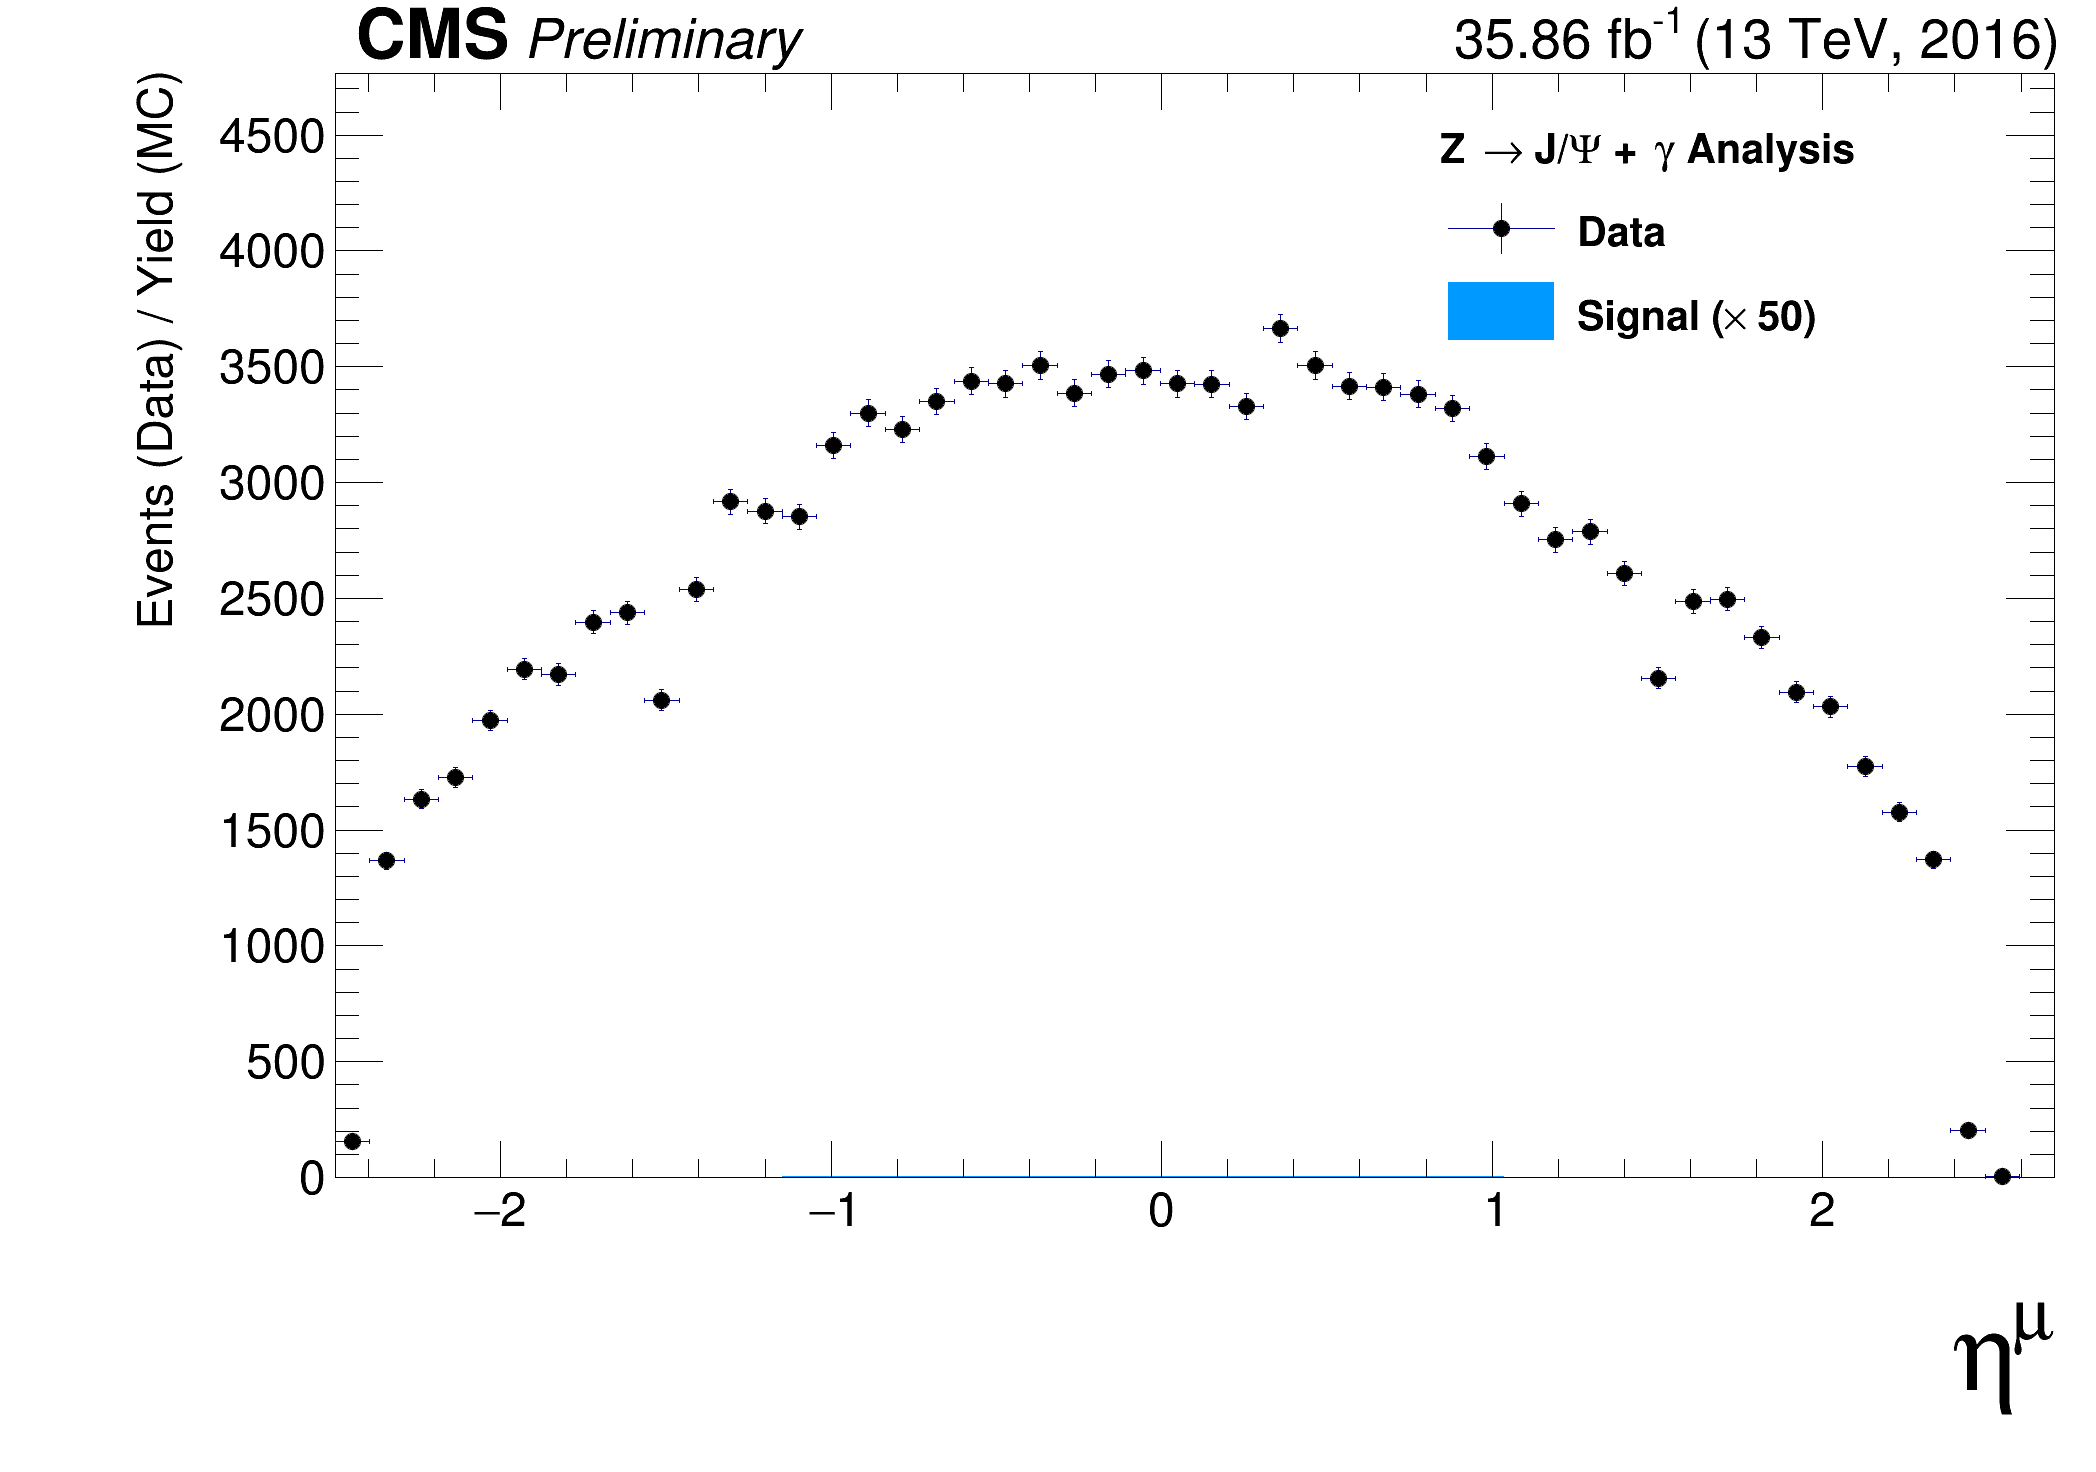 CMS Preliminary
35.86 fb⁻¹ (13 TeV, 2016)
Events (Data) / Yield (MC)
4500
4000
3500
3000
2500
2000
1500
1000
500
0
−2 −1 0 1 2
Z → J/Ψ + γ Analysis
Data
Signal (× 50)
η^μ